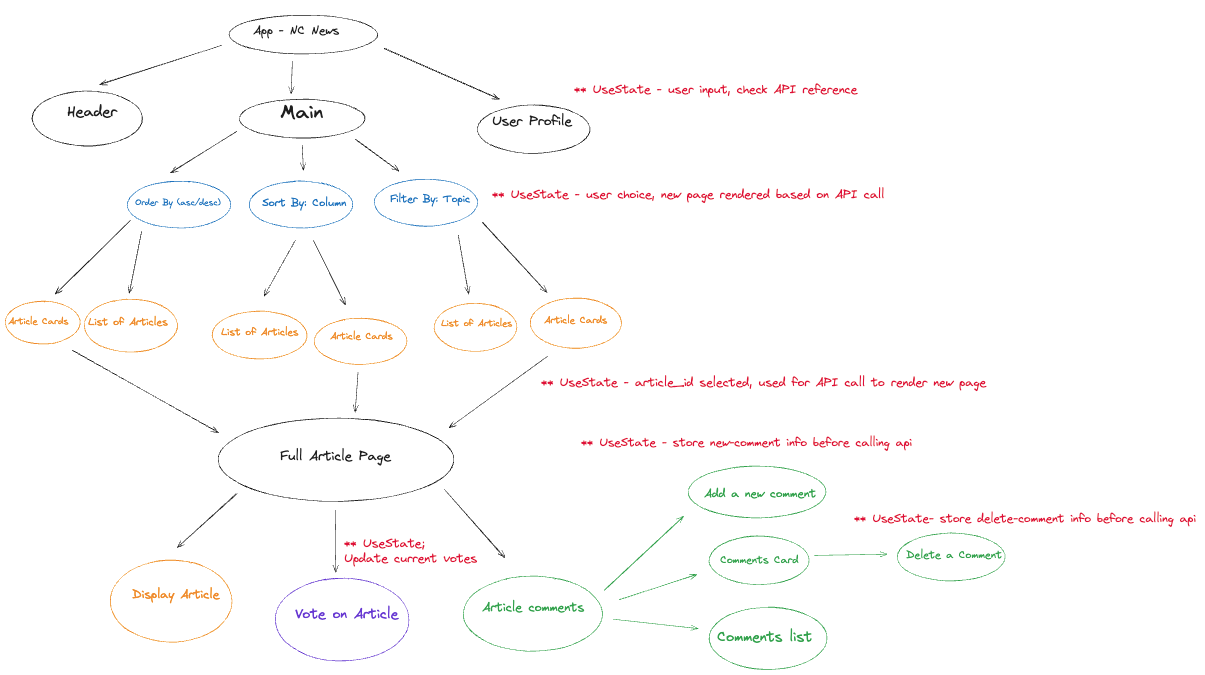 App - NC News
** UseState - user input, check API reference
Header
Main
User Profile
** UseState - user choice, new page rendered based on API call
Order By (asc/desc)
Sort By: Column
Filter By: Topic
Article Cards
List of Articles
List of Articles
Article Cards
List of Articles
Article Cards
** UseState - article_id selected, used for API call to render new page
** UseState - store new-comment info before calling api
Full Article Page
Add a new comment
** UseState- store delete-comment info before calling api
** UseState;
Update current votes
Comments Card
Delete a Comment
Display Article
Vote on Article
Article comments
Comments list